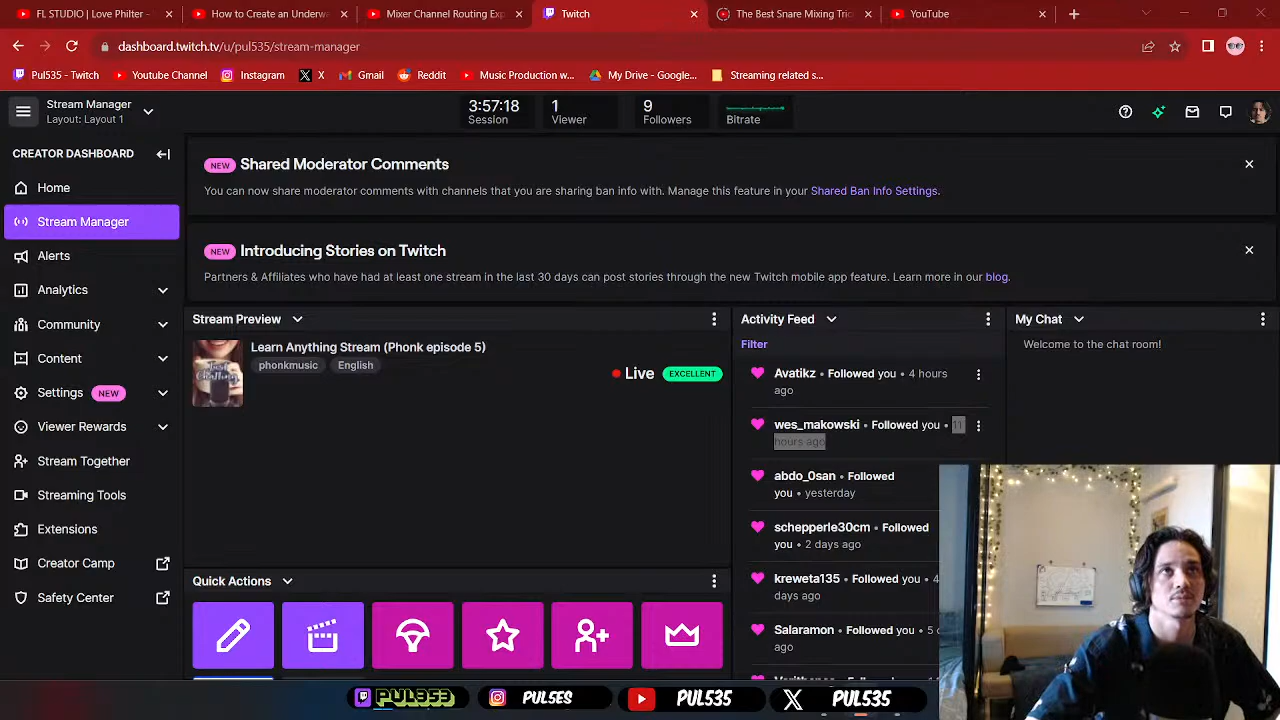 FL STUDIO | Love Philter -
How to Create an Underw
Mixer Channel Routing Exp
Twitch
The Best Snare Mixing Tric
YouTube
dashboard.twitch.tv/u/pul535/stream-manager
Pul535 - Twitch
Youtube Channel
Instagram
X
Gmail
Reddit
Music Production w...
My Drive - Google...
Streaming related s...
Stream Manager
Layout: Layout 1
3:57:18
Session
1
Viewer
9
Followers
Bitrate
CREATOR DASHBOARD
Home
Stream Manager
Alerts
Analytics
Community
Content
Settings NEW
Viewer Rewards
Stream Together
Streaming Tools
Extensions
Creator Camp
Safety Center
NEW Shared Moderator Comments
You can now share moderator comments with channels that you are sharing ban info with. Manage this feature in your Shared Ban Info Settings.
NEW Introducing Stories on Twitch
Partners & Affiliates who have had at least one stream in the last 30 days can post stories through the new Twitch mobile app feature. Learn more in our blog.
Stream Preview
Learn Anything Stream (Phonk episode 5)
phonkmusic English
Live EXCELLENT
Just
Chatting
Quick Actions
Activity Feed
Filter
Avatikz • Followed you • 4 hours
ago
wes_makowski • Followed you • 11
hours ago
abdo_0san • Followed
you • yesterday
schepperle30cm • Followed
you • 2 days ago
kreweta135 • Followed you • 4
days ago
Salaramon • Followed you • 5
ago
My Chat
Welcome to the chat room!
PUL353
PUL5ES
PUL535
PUL535